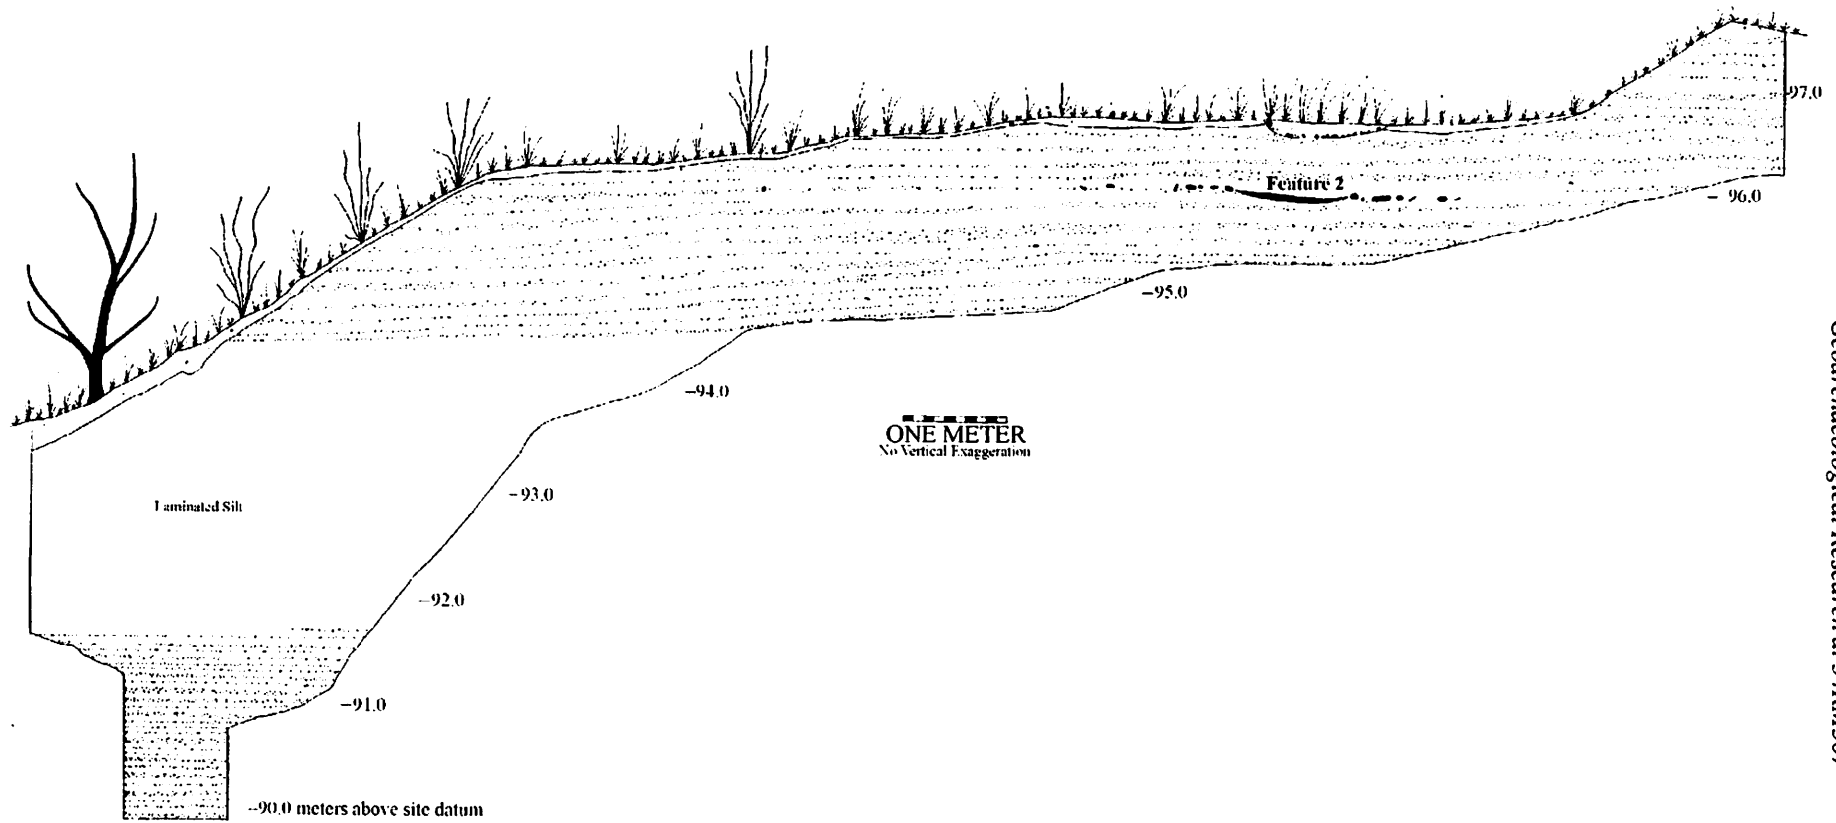 97.0
Feature 2
– 96.0
–95.0
–94.0
ONE METER
No Vertical Exaggeration
–93.0
Laminated Silt
–92.0
–91.0
--90.0 meters above site datum